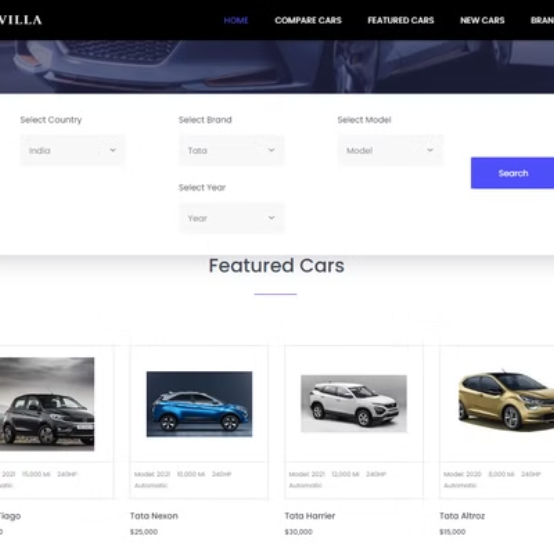 VILLA
HOME COMPARE CARS FEATURED CARS NEW CARS BRAN
Select Country Select Brand Select Model
India Tata Model
Search
Select Year
Year
Featured Cars
2021 15,000 Mi 240HP
Model: 2021 10,000 Mi 240HP
Automatic
Model: 2021 12,000 Mi 240HP
Automatic
Model: 2020 8,000 Mi 240HP
Automatic
Tiago
Tata Nexon
$25,000
Tata Harrier
$30,000
Tata Altroz
$15,000